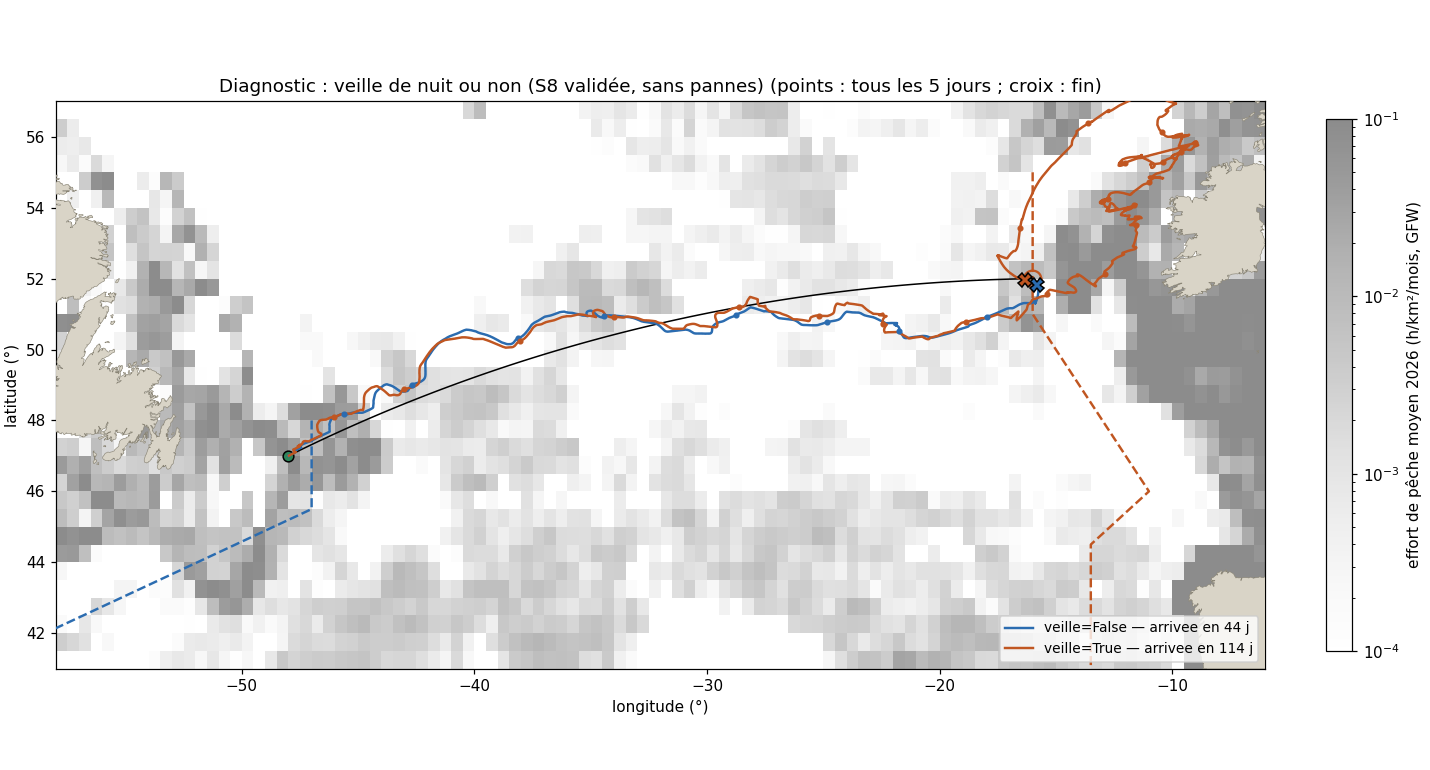 Diagnostic : veille de nuit ou non (S8 validée, sans pannes) (points : tous les 5 jours ; croix : fin)
56
54
52
50
48
46
44
42
latitude (°)
−50
−40
−30
−20
−10
longitude (°)
veille=False — arrivee en 44 j
veille=True — arrivee en 114 j
10⁻¹
10⁻²
10⁻³
10⁻⁴
effort de pêche moyen 2026 (h/km²/mois, GFW)